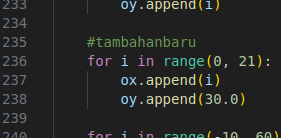 233 oy.append(i)
234
235 #tambahanbaru
236 for i in range(0, 21):
237 ox.append(i)
238 oy.append(30.0)
239
240 for i in range(-10, 60)